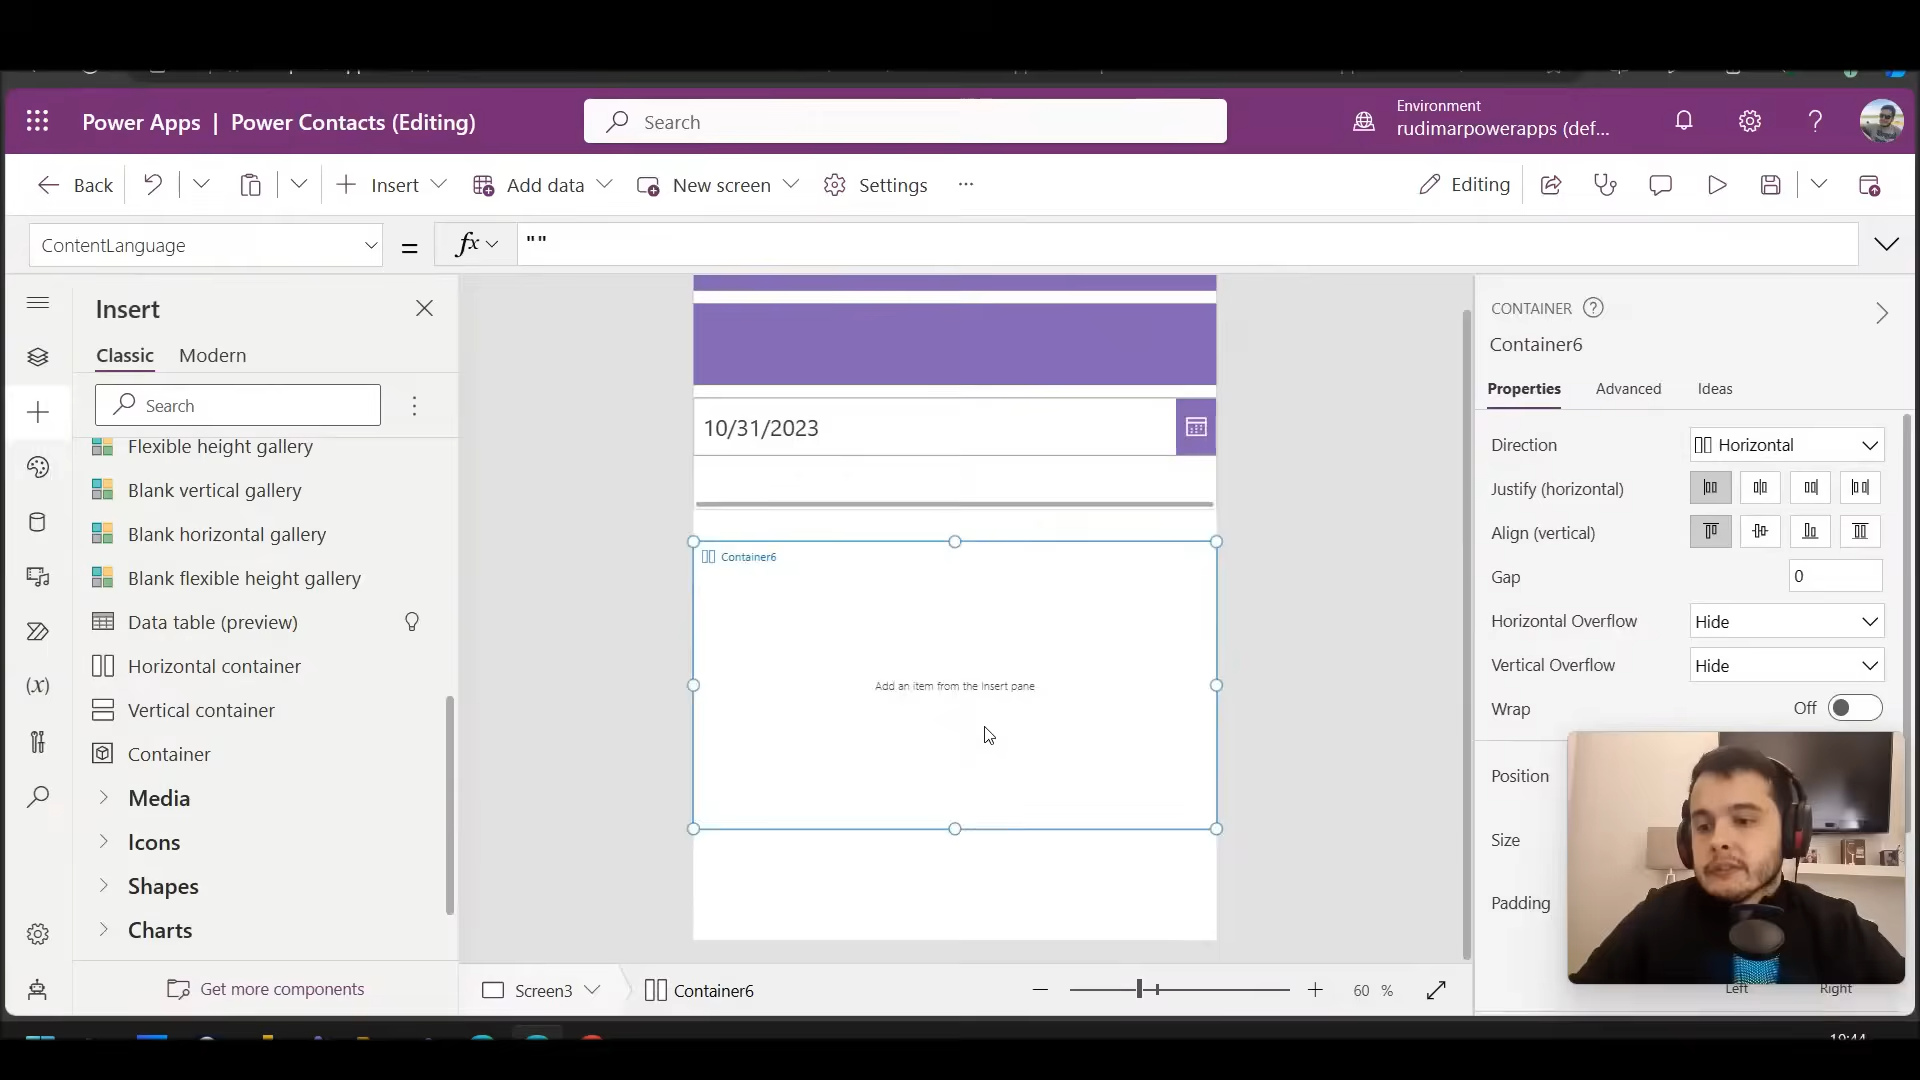 Power Apps | Power Contacts (Editing)
Search
Environment
rudimarpowerapps (def...
Back
Insert
Add data
New screen
Settings
Editing
ContentLanguage
=
fx
""
Insert
Classic
Modern
Search
Flexible height gallery
Blank vertical gallery
Blank horizontal gallery
Blank flexible height gallery
Data table (preview)
Horizontal container
Vertical container
Container
Media
Icons
Shapes
Charts
Get more components
10/31/2023
Container6
Add an item from the Insert pane
Screen3
Container6
60 %
CONTAINER
Container6
Properties
Advanced
Ideas
Direction
Horizontal
Justify (horizontal)
Align (vertical)
Gap
0
Horizontal Overflow
Hide
Vertical Overflow
Hide
Wrap
Off
Position
Size
Padding
Left
Right